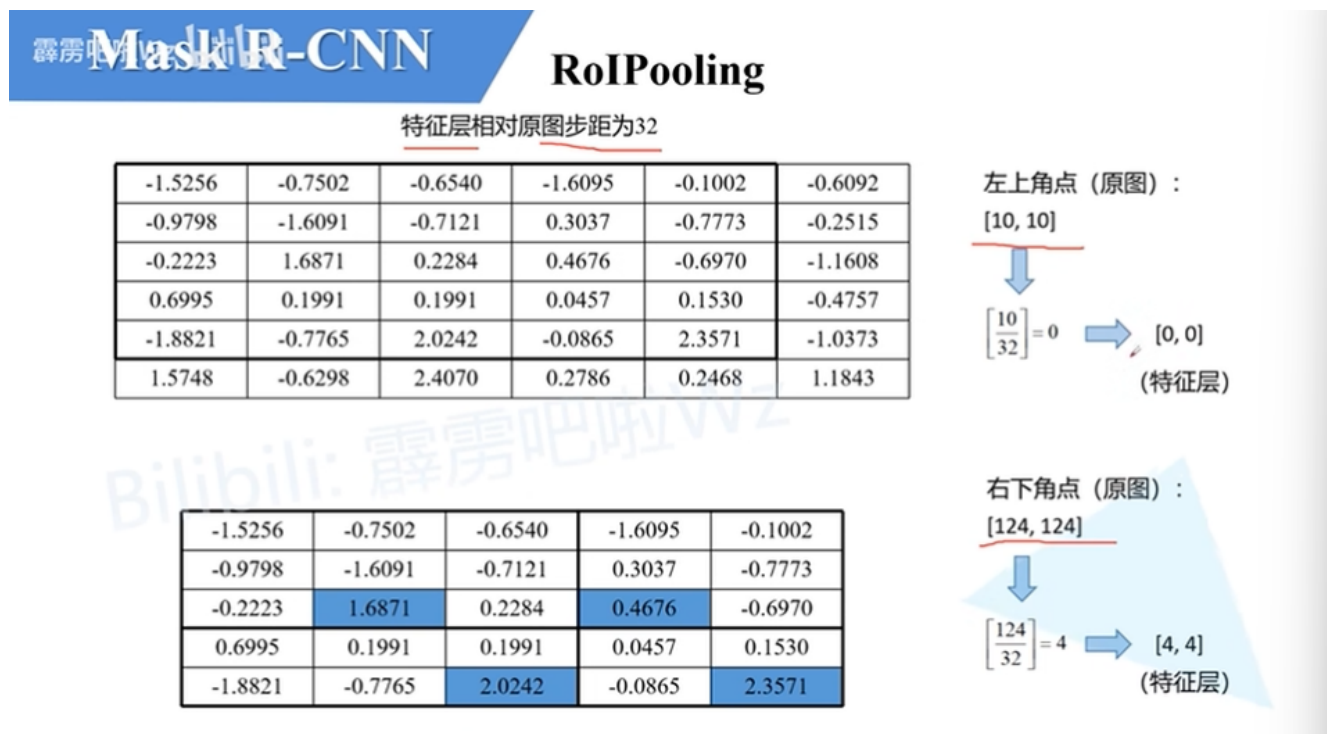 Mask R-CNN
RoIPooling
特征层相对原图步距为32
-1.5256 -0.7502 -0.6540 -1.6095 -0.1002 -0.6092
-0.9798 -1.6091 -0.7121 0.3037 -0.7773 -0.2515
-0.2223 1.6871 0.2284 0.4676 -0.6970 -1.1608
0.6995 0.1991 0.1991 0.0457 0.1530 -0.4757
-1.8821 -0.7765 2.0242 -0.0865 2.3571 -1.0373
1.5748 -0.6298 2.4070 0.2786 0.2468 1.1843
左上角点（原图）:
[10, 10]
[10/32] = 0
[0, 0]
(特征层)
Bilibili: 霹雳吧啦Wz
-1.5256 -0.7502 -0.6540 -1.6095 -0.1002
-0.9798 -1.6091 -0.7121 0.3037 -0.7773
-0.2223 1.6871 0.2284 0.4676 -0.6970
0.6995 0.1991 0.1991 0.0457 0.1530
-1.8821 -0.7765 2.0242 -0.0865 2.3571
右下角点（原图）:
[124, 124]
[124/32] = 4
[4, 4]
(特征层)